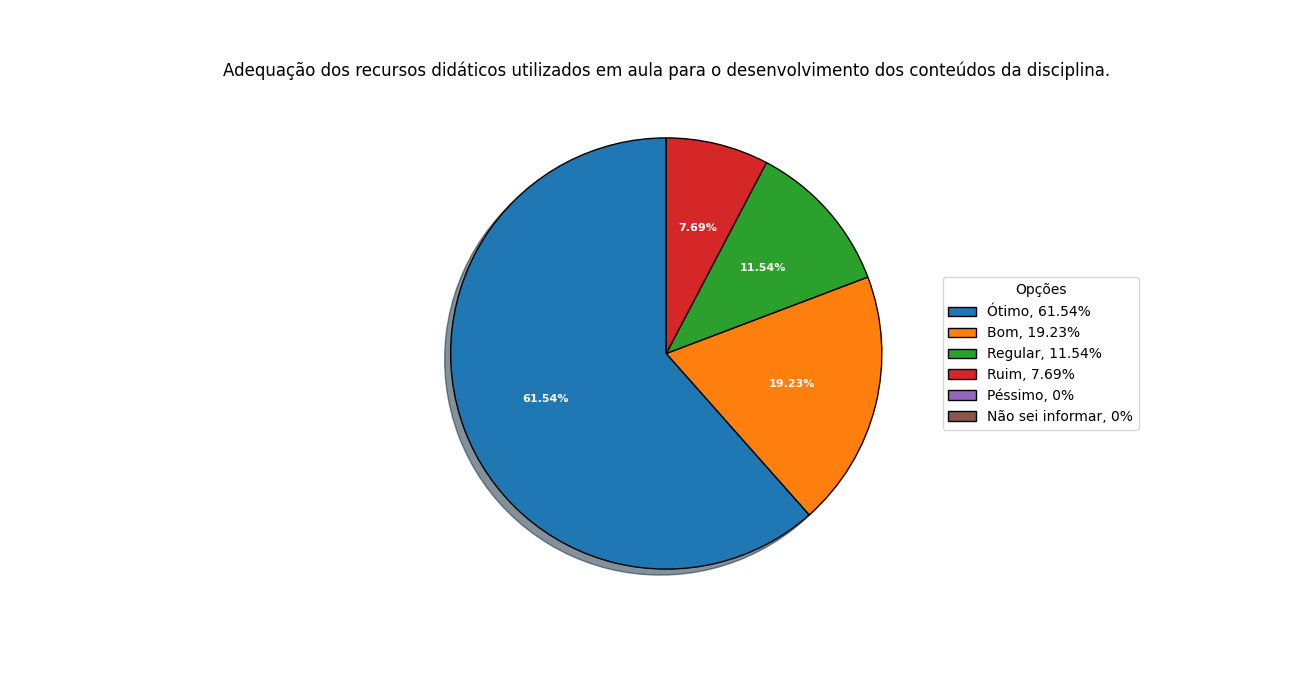 Adequação dos recursos didáticos utilizados em aula para o desenvolvimento dos conteúdos da disciplina.
7.69%
11.54%
19.23%
61.54%
Opções
Ótimo, 61.54%
Bom, 19.23%
Regular, 11.54%
Ruim, 7.69%
Péssimo, 0%
Não sei informar, 0%